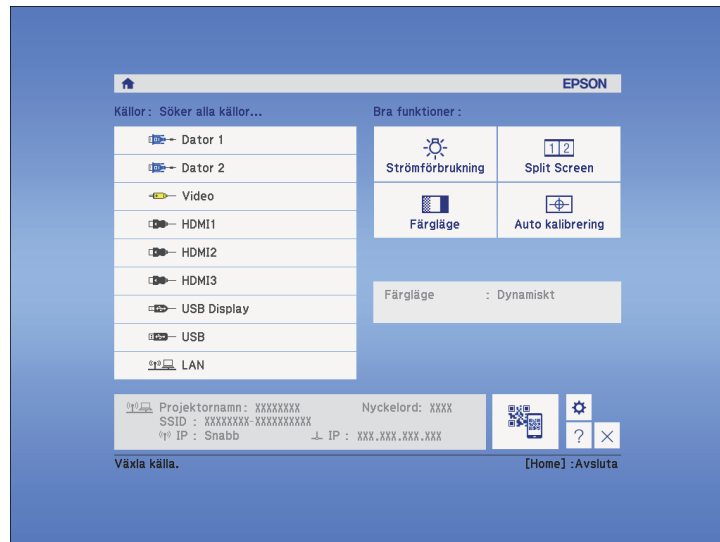 EPSON
Källor : Söker alla källor...
Dator 1
Dator 2
Video
HDMI1
HDMI2
HDMI3
USB Display
USB
LAN
Bra funktioner :
Strömförbrukning
1 2
Split Screen
Färgläge
Auto kalibrering
Färgläge : Dynamiskt
Projektornamn : XXXXXXXX Nyckelord: XXXX
SSID : XXXXXXXX-XXXXXXXXXX
IP : Snabb IP : XXX.XXX.XXX.XXX
?
Växla källa. [Home] :Avsluta